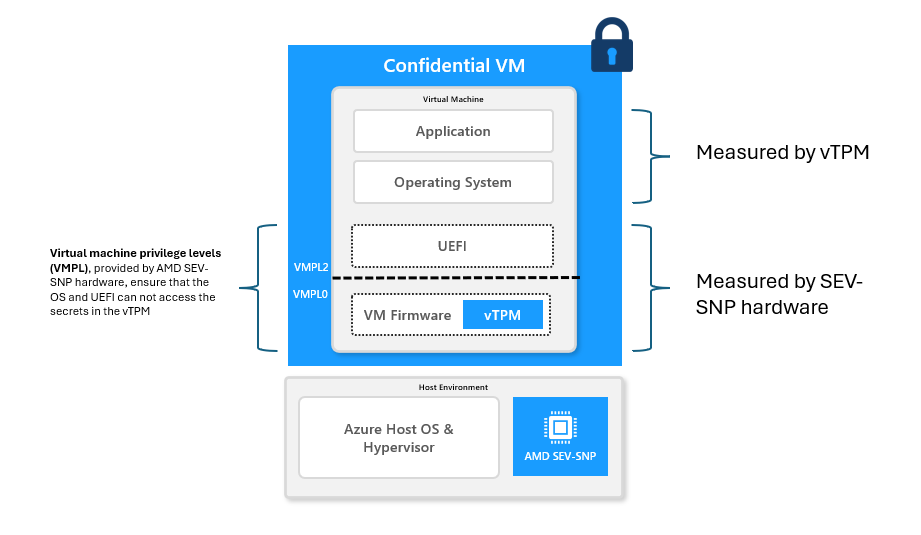 Confidential VM
Virtual Machine
Application
Operating System
Measured by vTPM
UEFI
Virtual machine privilege levels
(VMPL), provided by AMD SEV-
SNP hardware, ensure that the
OS and UEFI can not access the
secrets in the vTPM
VMPL2
VMPL0
Measured by SEV-
SNP hardware
VM Firmware
vTPM
Host Environment
Azure Host OS &
Hypervisor
AMD SEV-SNP